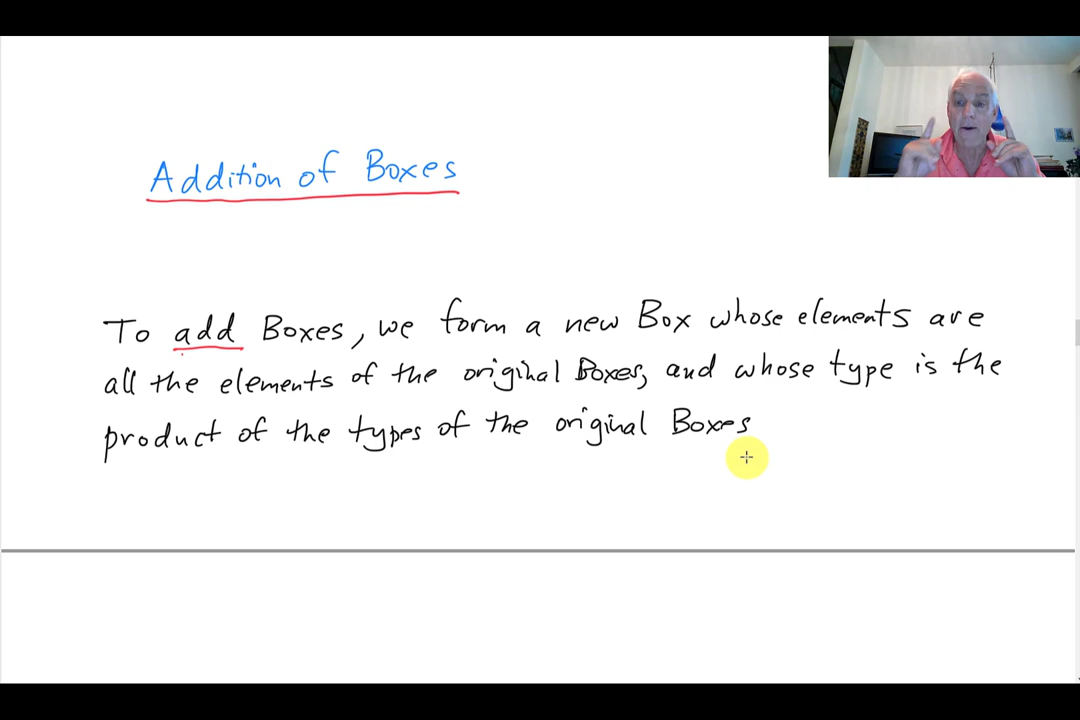 Addition of Boxes
To add Boxes, we form a new Box whose elements are
all the elements of the original Boxes, and whose type is the
product of the types of the original Boxes